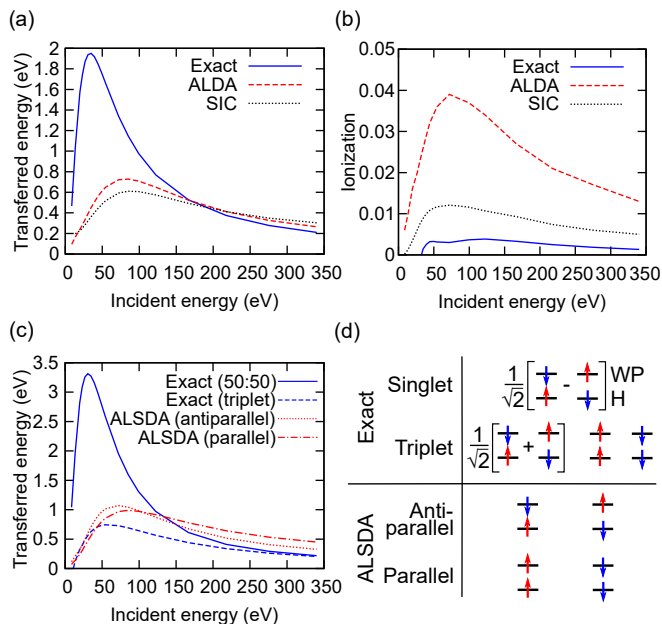 (a)
Transferred energy (eV)
2
1.8
1.6
1.4
1.2
1
0.8
0.6
0.4
0.2
0
Exact
ALDA
SIC
0 50 100 150 200 250 300 350
Incident energy (eV)
(b)
Ionization
0.05
0.04
0.03
0.02
0.01
0
Exact
ALDA
SIC
0 50 100 150 200 250 300 350
Incident energy (eV)
(c)
Transferred energy (eV)
3.5
3
2.5
2
1.5
1
0.5
0
Exact (50:50)
Exact (triplet)
ALSDA (antiparallel)
ALSDA (parallel)
0 50 100 150 200 250 300 350
Incident energy (eV)
(d)
Exact
Singlet
1/√2 [ - ] WP
H
Triplet
1/√2 [ + ]
ALSDA
Anti-
parallel
Parallel